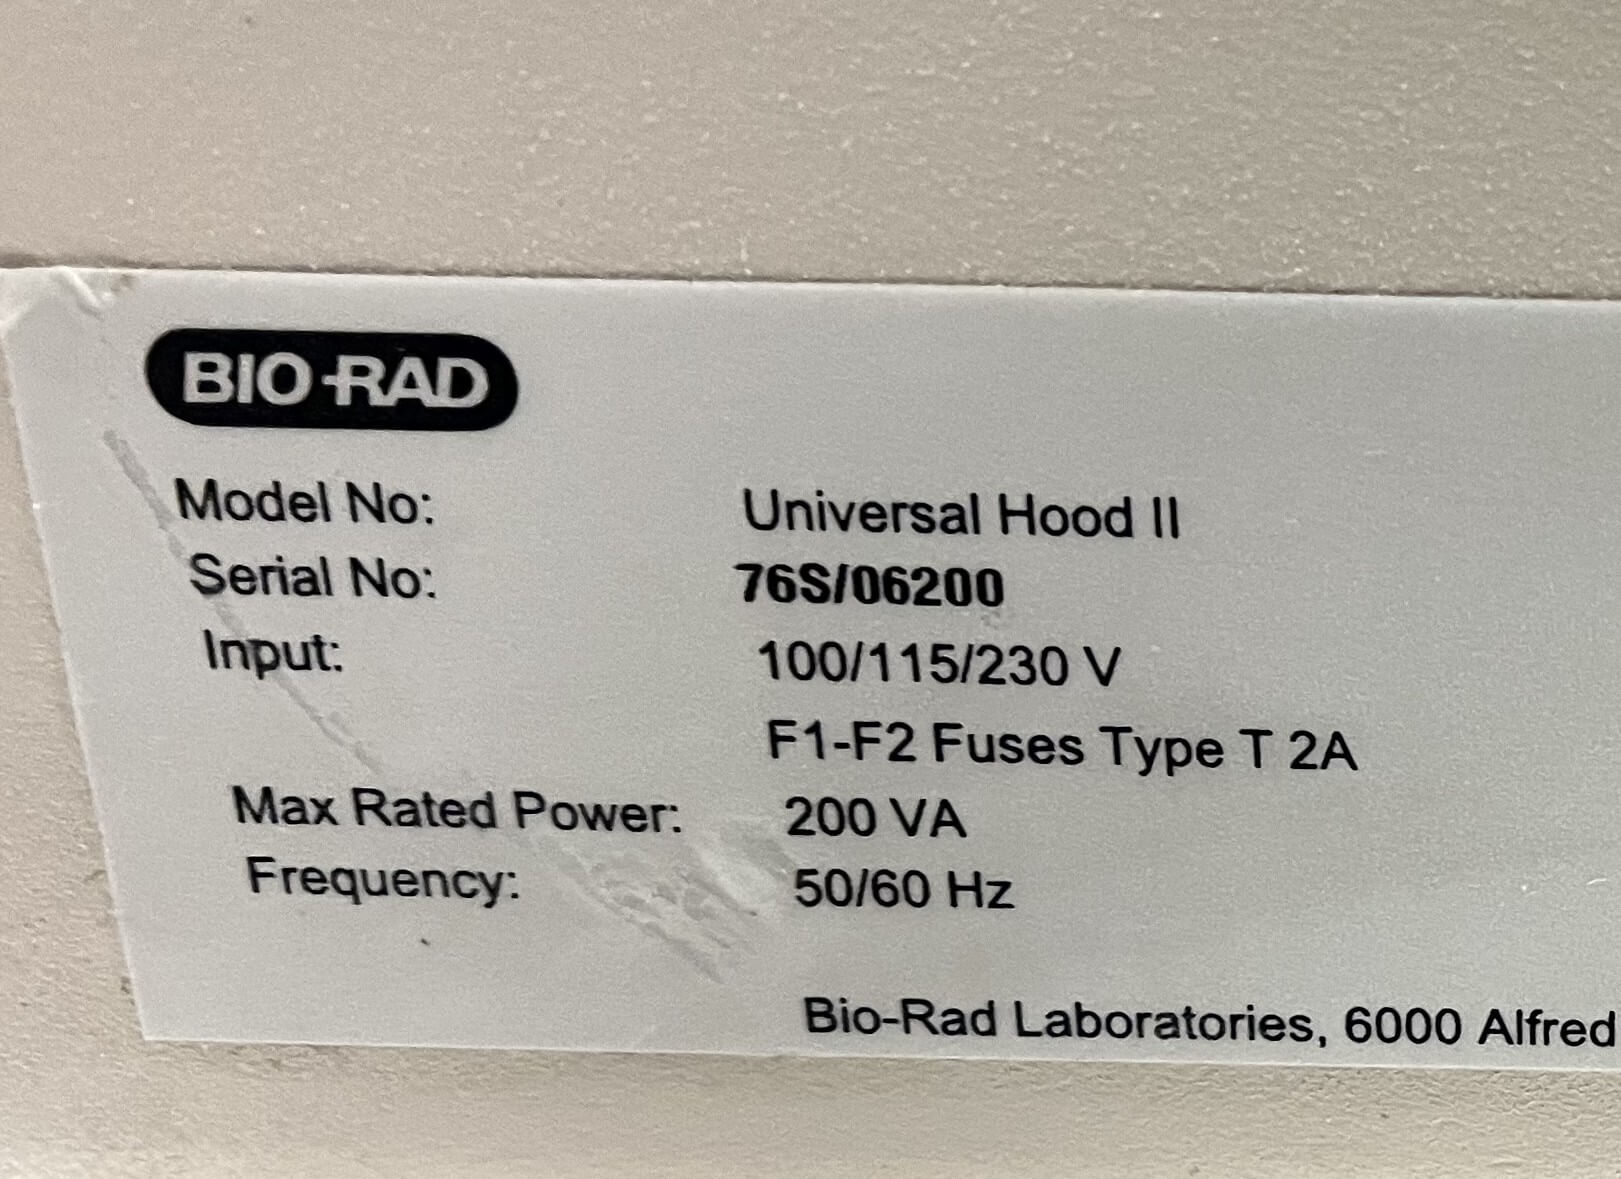 BIO-RAD
Model No: Universal Hood II
Serial No: 76S/06200
Input: 100/115/230 V
F1-F2 Fuses Type T 2A
Max Rated Power: 200 VA
Frequency: 50/60 Hz
Bio-Rad Laboratories, 6000 Alfred